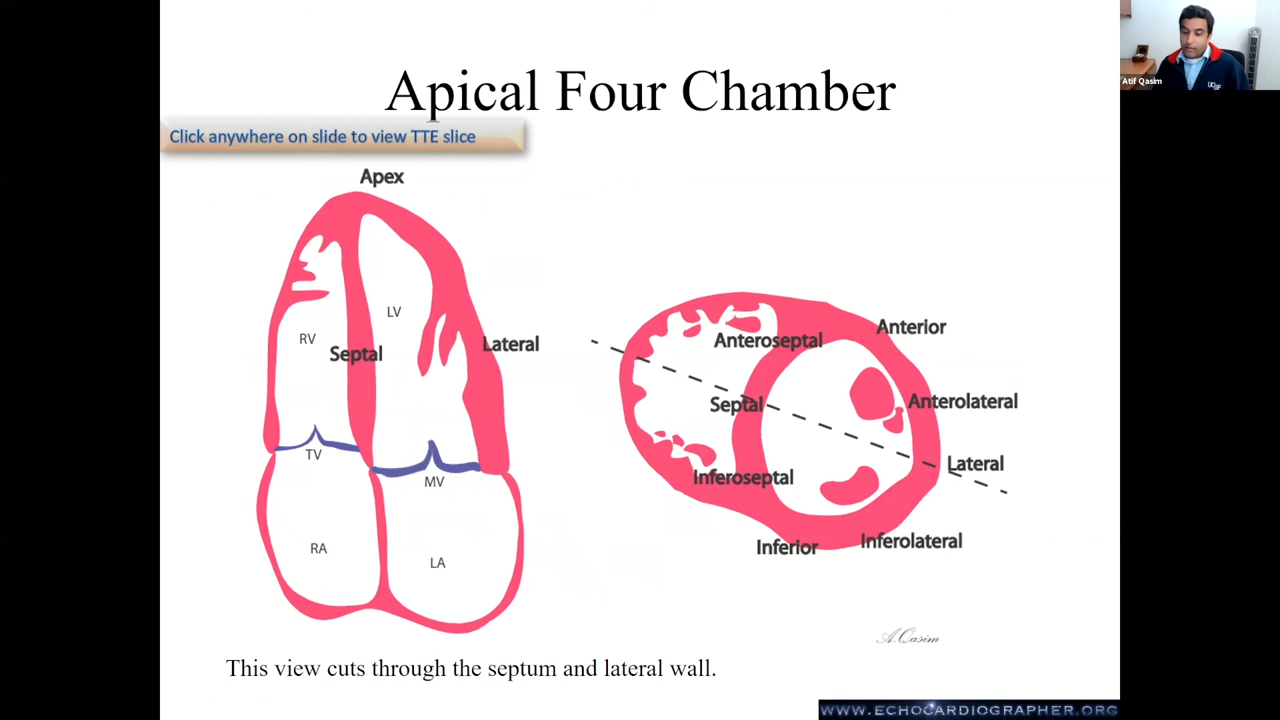 Atif Qasim
UCSF
Apical Four Chamber
Click anywhere on slide to view TTE slice
Apex
LV
RV
Septal
Lateral
TV
MV
RA
LA
Anterior
Anteroseptal
Septal
Anterolateral
Lateral
Inferoseptal
Inferior
Inferolateral
A.Qasim
This view cuts through the septum and lateral wall.
WWW.ECHOCARDIOGRAPHER.ORG